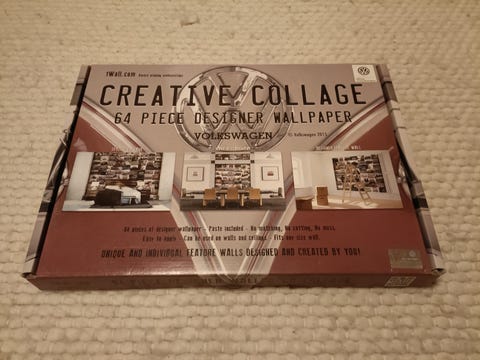 1Wall.com
CREATIVE COLLAGE
64 PIECE DESIGNER WALLPAPER
VOLKSWAGEN © Volkswagen 2013
64 pieces of designer wallpaper - Paste included - No matching, No cutting, No mess
Easy to apply - Can be used on walls and ceilings - Fits any size wall.
UNIQUE AND INDIVIDUAL FEATURE WALLS DESIGNED AND CREATED BY YOU!